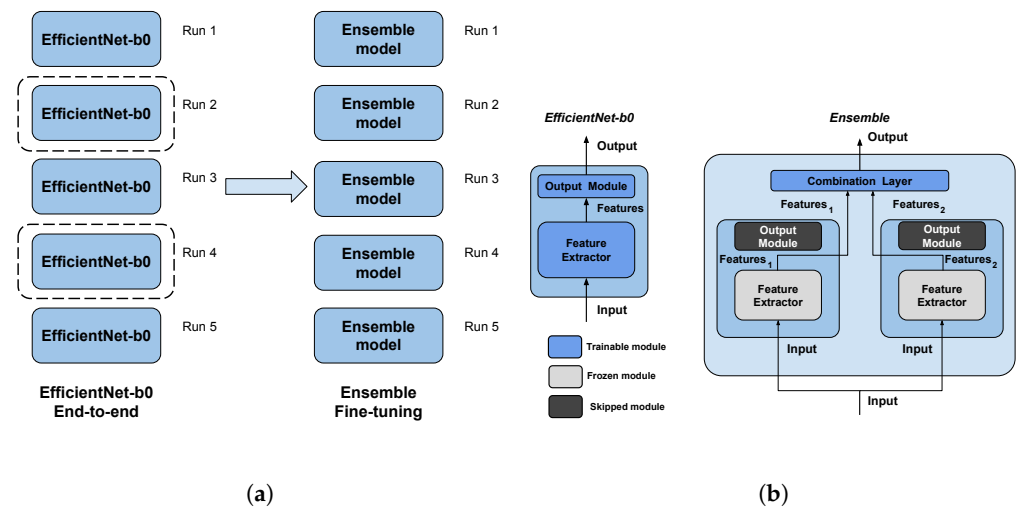 EfficientNet-b0
Run 1
EfficientNet-b0
Run 2
EfficientNet-b0
Run 3
EfficientNet-b0
Run 4
EfficientNet-b0
Run 5
EfficientNet-b0
End-to-end
Ensemble
model
Run 1
Ensemble
model
Run 2
Ensemble
model
Run 3
Ensemble
model
Run 4
Ensemble
model
Run 5
Ensemble
Fine-tuning
(a)
EfficientNet-b0
Output
Output Module
Features
Feature
Extractor
Input
Trainable module
Frozen module
Skipped module
Ensemble
Output
Combination Layer
Features1
Features2
Output
Module
Features1
Feature
Extractor
Input
Output
Module
Features2
Feature
Extractor
Input
Input
(b)